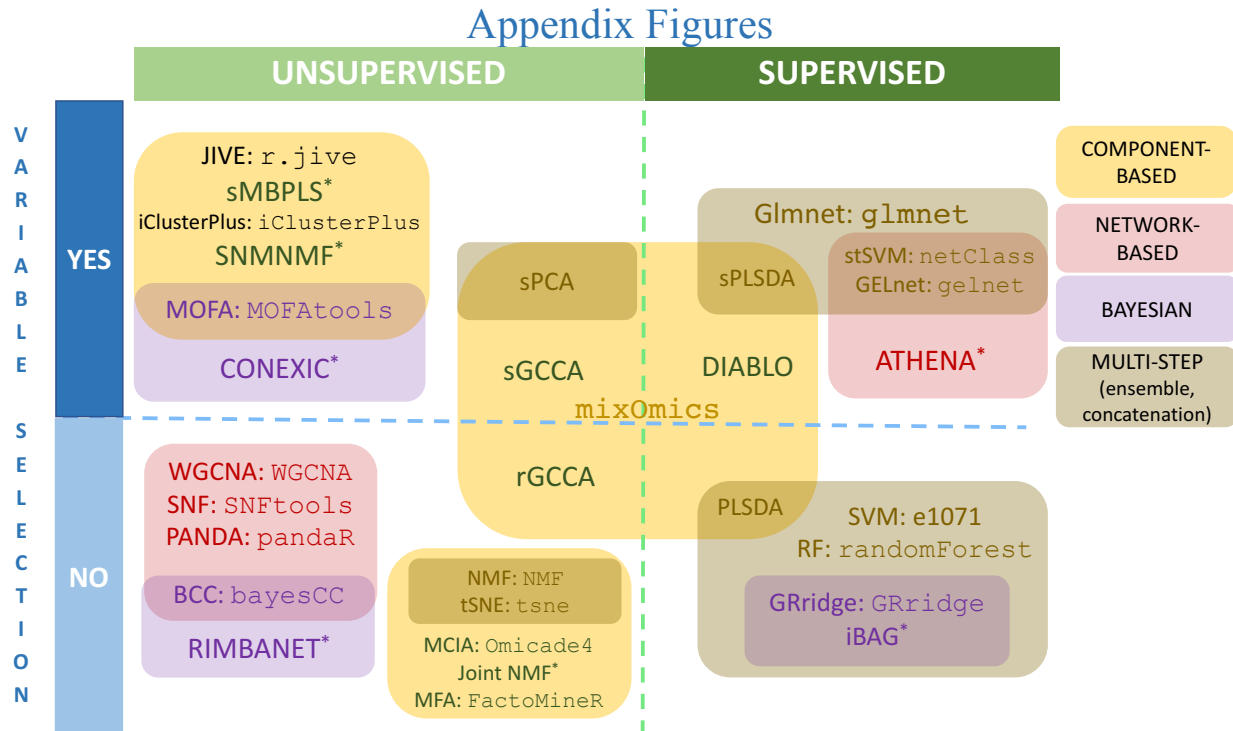 Appendix Figures
UNSUPERVISED
SUPERVISED
VARIABLE SELECTION
YES
JIVE: r.jive
sMBPLS*
iClusterPlus: iClusterPlus
SNMNMF*
MOFA: MOFAtools
CONEXIC*
sPCA
sGCCA
mixOmics
rGCCA
Glmnet: glmnet
sPLSDA
stSVM: netClass
GELnet: gelnet
DIABLO
ATHENA*
COMPONENT-
BASED
NETWORK-
BASED
BAYESIAN
MULTI-STEP
(ensemble,
concatenation)
NO
WGCNA: WGCNA
SNF: SNFtools
PANDA: pandaR
BCC: bayesCC
RIMBANET*
NMF: NMF
tSNE: tsne
MCIA: Omicade4
Joint NMF*
MFA: FactoMineR
PLSDA
SVM: e1071
RF: randomForest
GRridge: GRridge
iBAG*